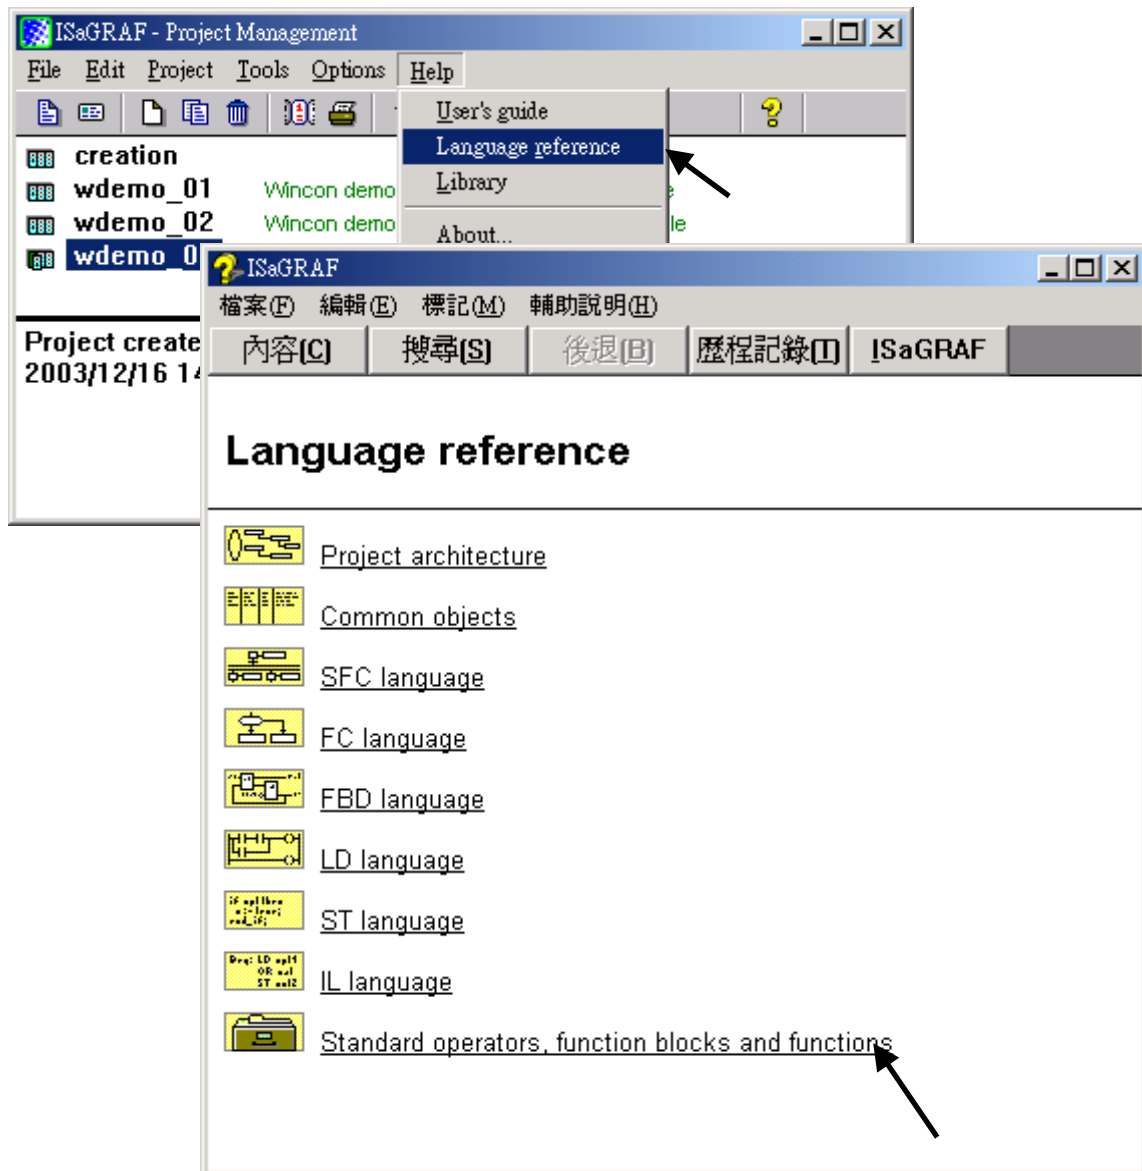 ISaGRAF - Project Management
File Edit Project Tools Options Help
User's guide
Language reference
Library
About...
creation
wdemo_01 Wincon demo
wdemo_02 Wincon demo le
wdemo_0
Project create
2003/12/16 14
ISaGRAF
檔案(F) 編輯(E) 標記(M) 輔助說明(H)
內容(C) 搜尋(S) 後退(B) 歷程記錄(T) ISaGRAF
Language reference
Project architecture
Common objects
SFC language
FC language
FBD language
LD language
ST language
IL language
Standard operators, function blocks and functions